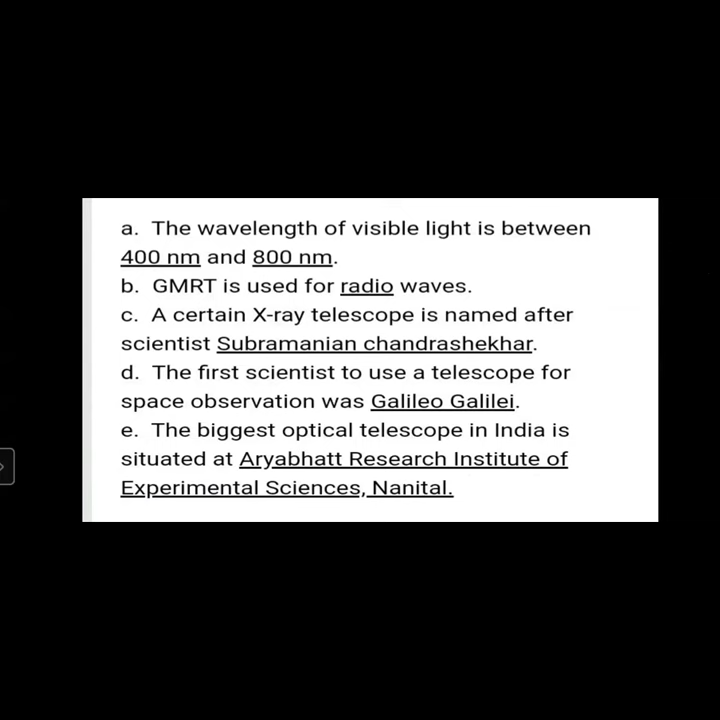 a. The wavelength of visible light is between
400 nm and 800 nm.
b. GMRT is used for radio waves.
c. A certain X-ray telescope is named after
scientist Subramanian chandrashekhar.
d. The first scientist to use a telescope for
space observation was Galileo Galilei.
e. The biggest optical telescope in India is
situated at Aryabhatt Research Institute of
Experimental Sciences, Nanital.